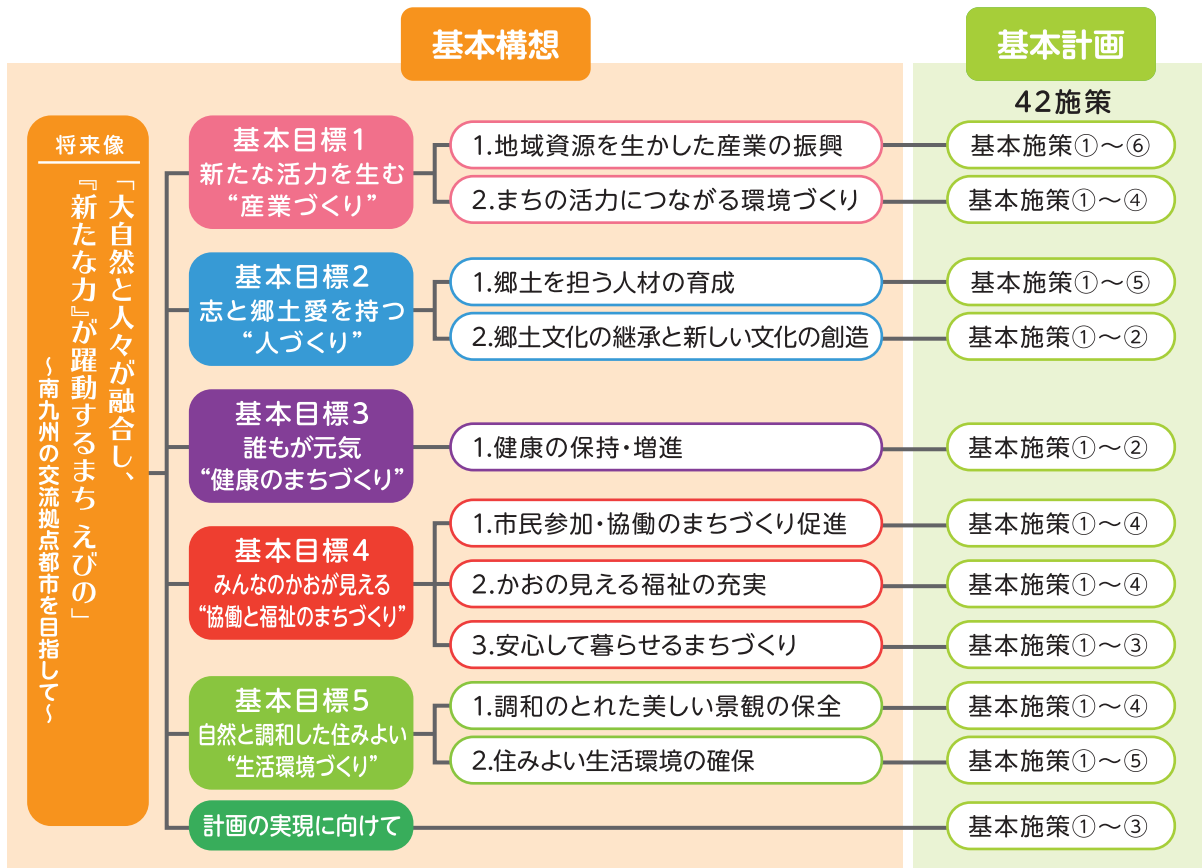 基本構想
基本計画
42施策
将来像
「大自然と人々が融合し、
『新たな力』が躍動するまち えびの」
～南九州の交流拠点都市を目指して～
基本目標1
新たな活力を生む
“産業づくり”
1.地域資源を生かした産業の振興
基本施策①～⑥
2.まちの活力につながる環境づくり
基本施策①～④
基本目標2
志と郷土愛を持つ
“人づくり”
1.郷土を担う人材の育成
基本施策①～⑤
2.郷土文化の継承と新しい文化の創造
基本施策①～②
基本目標3
誰もが元気
“健康のまちづくり”
1.健康の保持・増進
基本施策①～②
基本目標4
みんなのかおが見える
“協働と福祉のまちづくり”
1.市民参加・協働のまちづくり促進
基本施策①～④
2.かおの見える福祉の充実
基本施策①～④
3.安心して暮らせるまちづくり
基本施策①～③
基本目標5
自然と調和した住みよい
“生活環境づくり”
1.調和のとれた美しい景観の保全
基本施策①～④
2.住みよい生活環境の確保
基本施策①～⑤
計画の実現に向けて
基本施策①～③